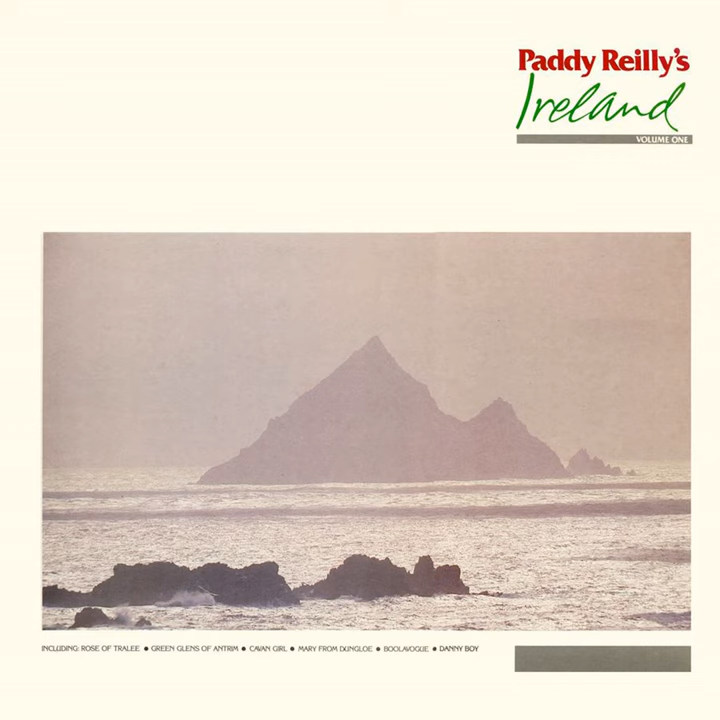 Paddy Reilly's
Ireland
VOLUME ONE
INCLUDING: ROSE OF TRALEE ● GREEN GLENS OF ANTRIM ● CAVAN GIRL ● MARY FROM DUNGLOE ● BOOLAVOGUE ● DANNY BOY